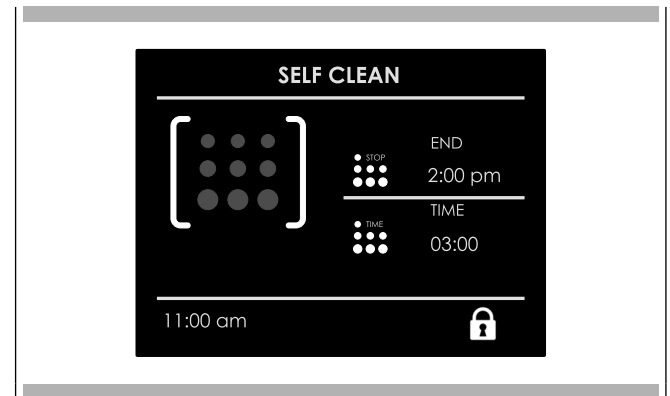 SELF CLEAN
STOP
END
2:00 pm
TIME
TIME
03:00
11:00 am